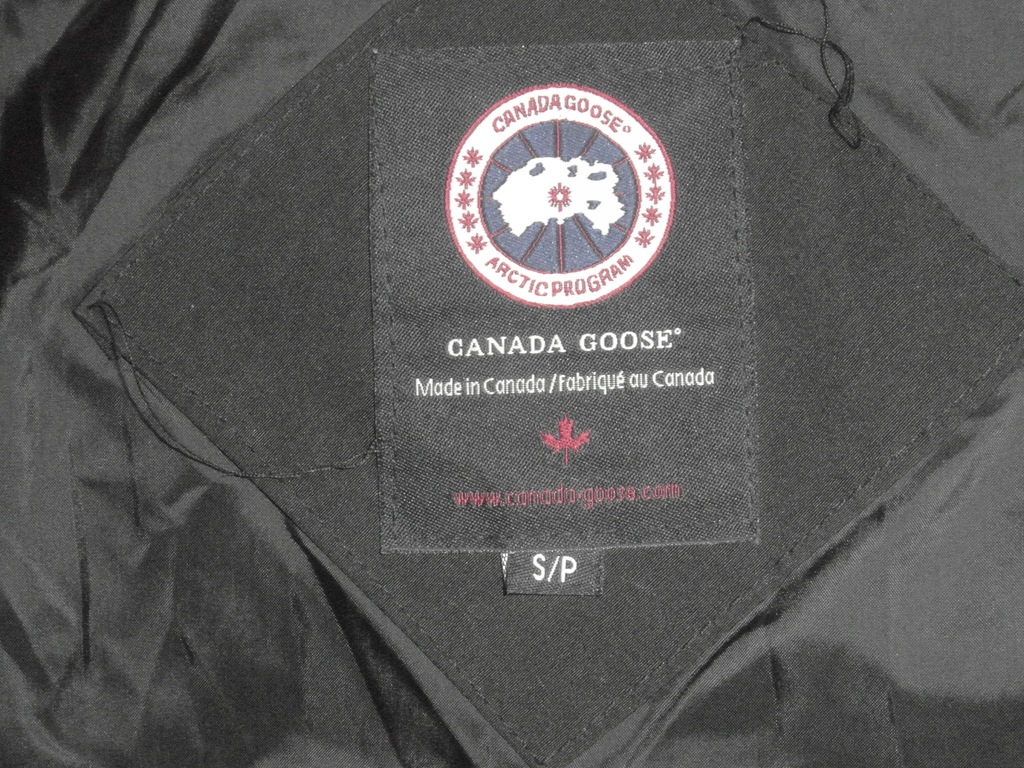 CANADA GOOSE®
ARCTIC PROGRAM
CANADA GOOSE®
Made in Canada / Fabriqué au Canada
www.canada-goose.com
S/P